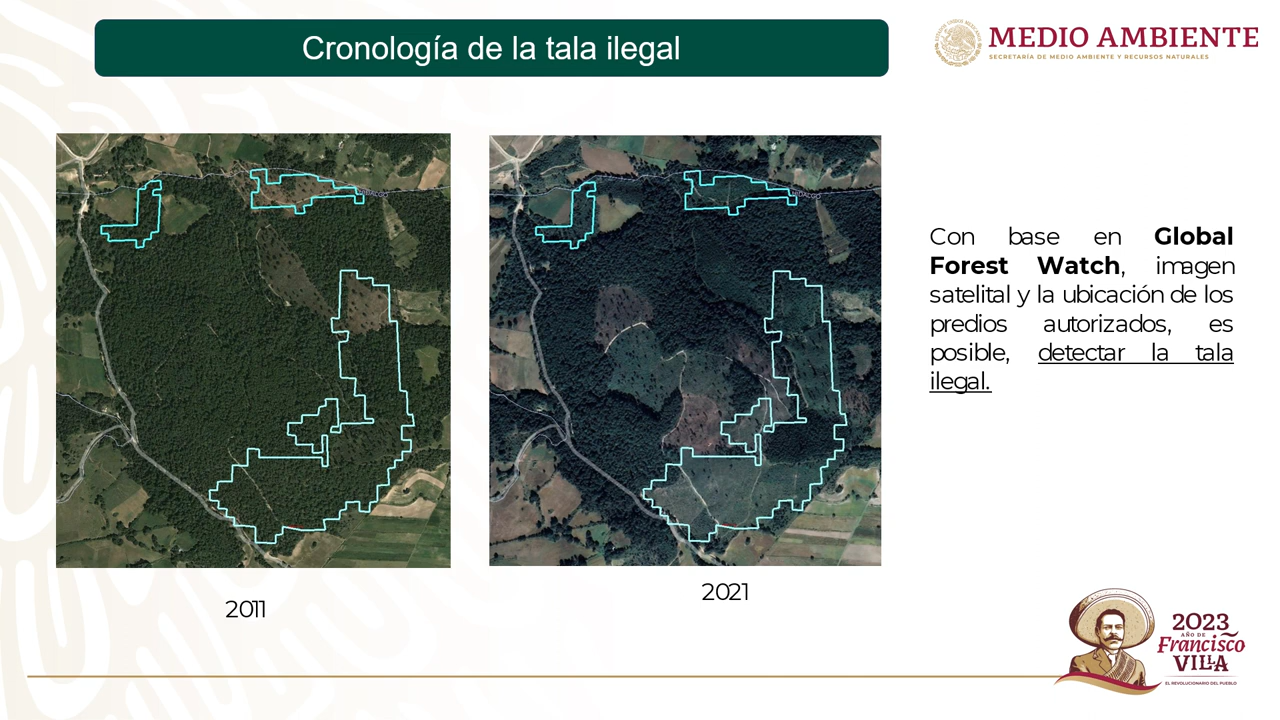 Cronología de la tala ilegal
MEDIO AMBIENTE
SECRETARÍA DE MEDIO AMBIENTE Y RECURSOS NATURALES
HIDALGO
HIDALGO
Con base en Global
Forest Watch, imagen
satelital y la ubicación de los
predios autorizados, es
posible, detectar la tala
ilegal.
2011
2021
2023
AÑO DE
Francisco
VILLA
EL REVOLUCIONARIO DEL PUEBLO